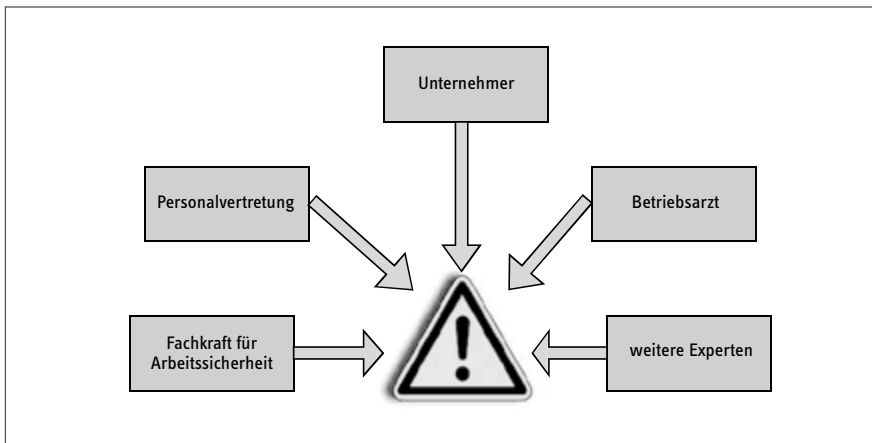 Unternehmer
Personalvertretung
Betriebsarzt
Fachkraft für
Arbeitssicherheit
weitere Experten